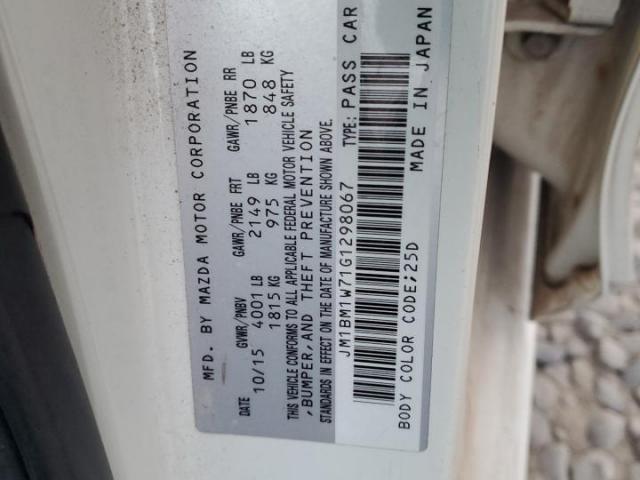 MFD. BY MAZDA MOTOR CORPORATION
DATE GVWR/PNBV GAWR/PNBE FRT GAWR/PNBE RR
10/15 4001 LB 2149 LB 1870 LB
1815 KG 975 KG 848 KG
THIS VEHICLE CONFORMS TO ALL APPLICABLE FEDERAL MOTOR VEHICLE SAFETY
, BUMPER, AND THEFT PREVENTION
STANDARDS IN EFFECT ON THE DATE OF MANUFACTURE SHOWN ABOVE.
JM1BM1W71G1298067 TYPE: PASS CAR
BODY COLOR CODE;25D MADE IN JAPAN